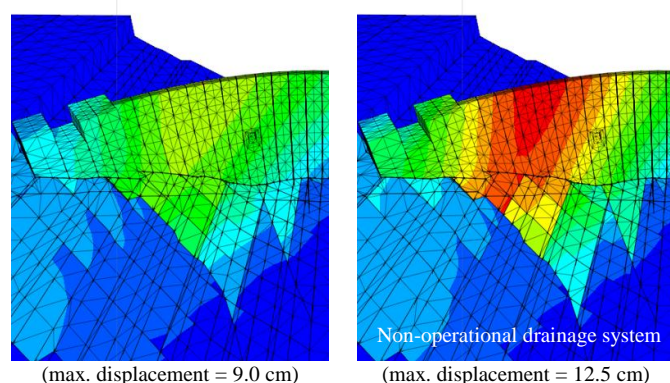 Non-operational drainage system
(max. displacement = 9.0 cm)
(max. displacement = 12.5 cm)